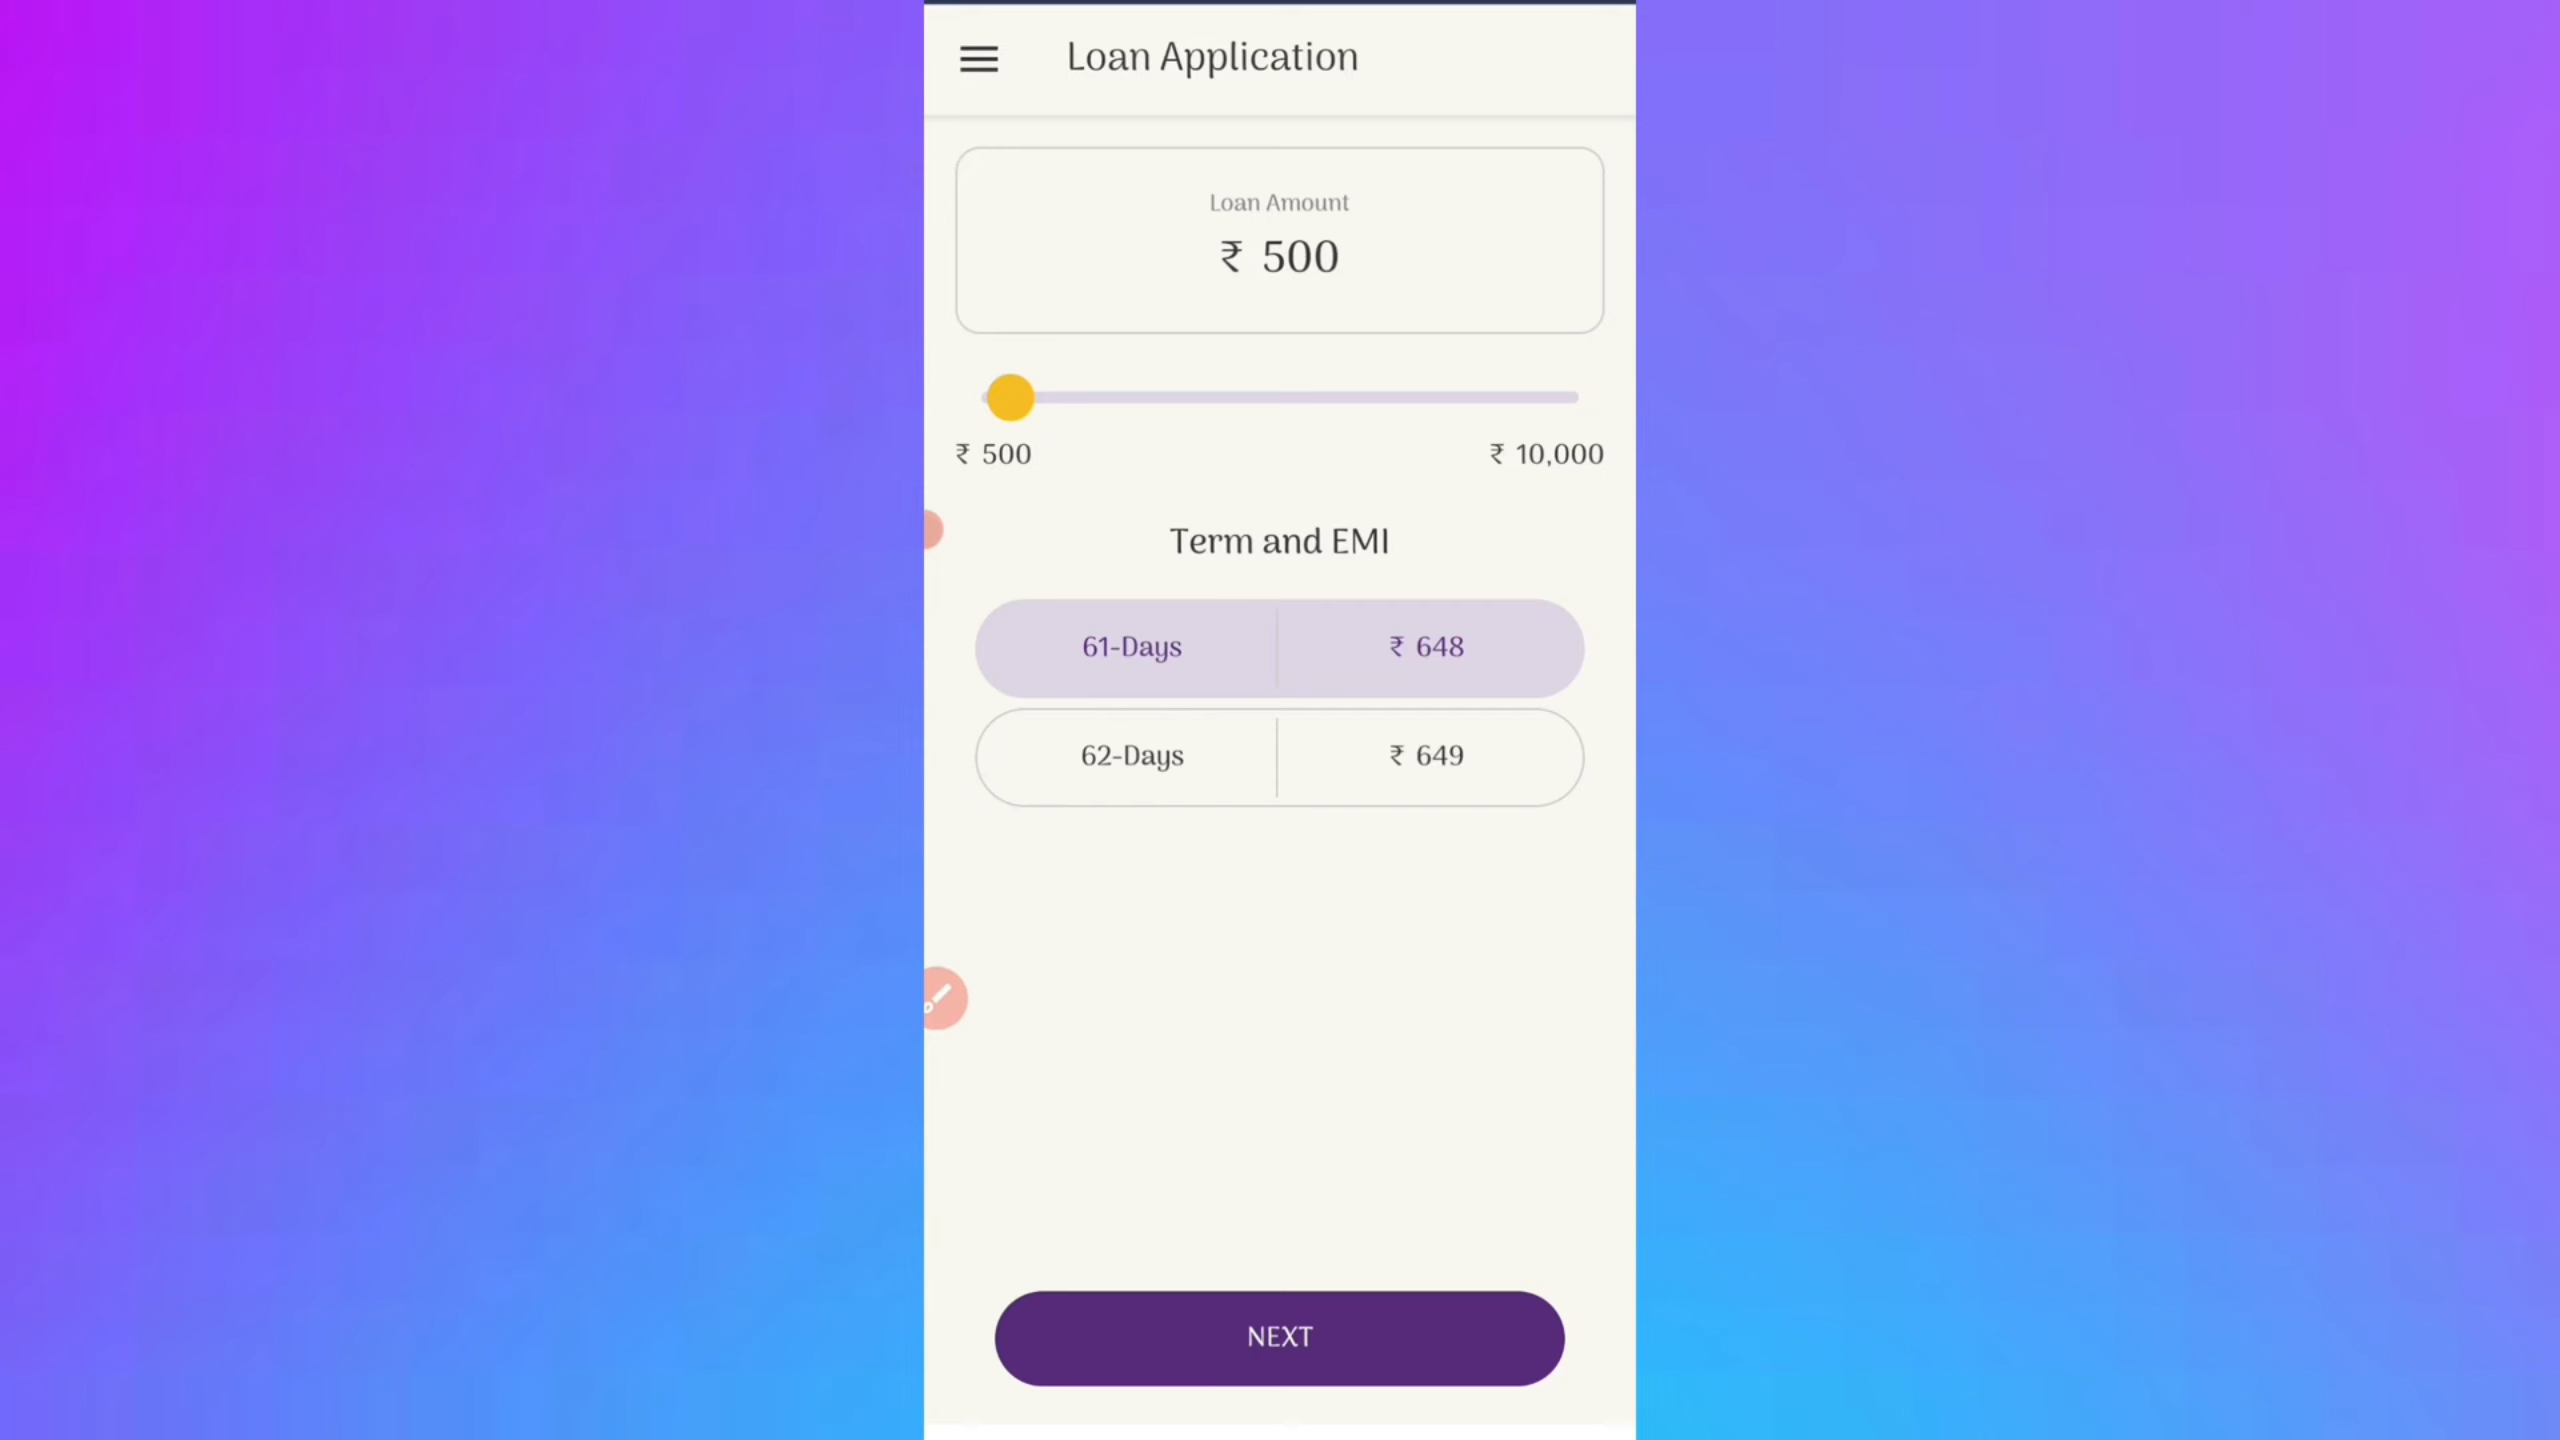 Loan Application
Loan Amount
₹ 500
₹ 500
₹ 10,000
Term and EMI
61-Days
₹ 648
62-Days
₹ 649
NEXT